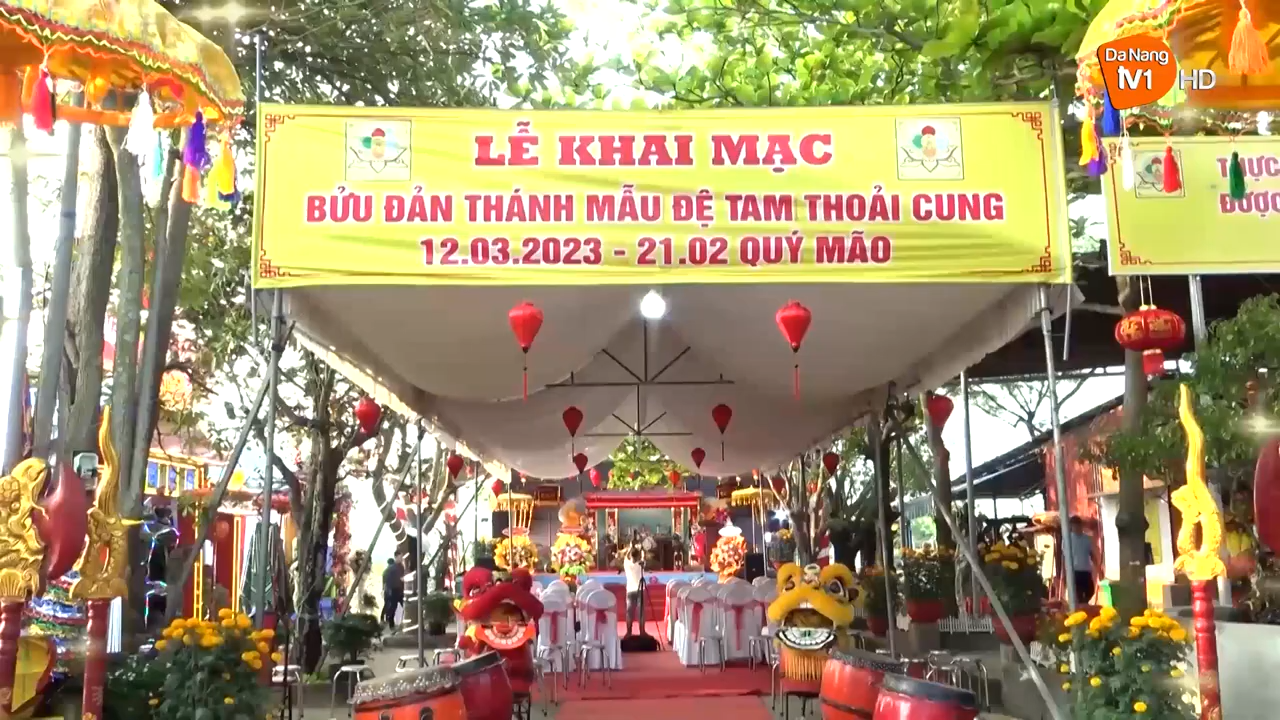 Da Nang
TV1
HD
LỄ KHAI MẠC
BỬU ĐẢN THÁNH MẪU ĐỆ TAM THOẢI CUNG
12.03.2023 - 21.02 QUÝ MÃO
ĐƯỢC